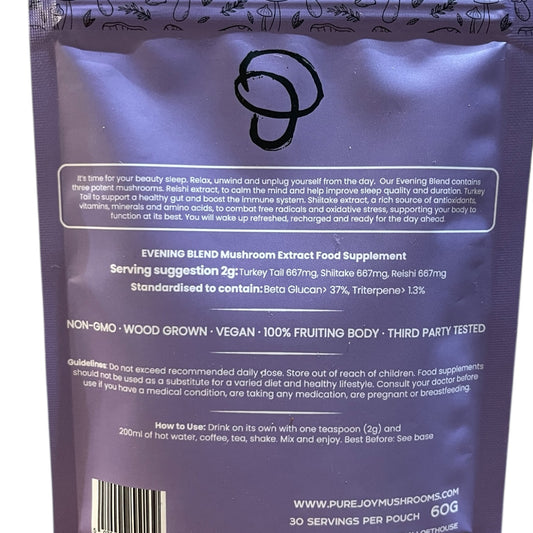 It's time for your beauty sleep. Relax, unwind and unplug yourself from the day. Our Evening Blend contains
three potent mushrooms. Reishi extract, to calm the mind and help improve sleep quality and duration. Turkey
Tail to support a healthy gut and boost the immune system. Shiitake extract, a rich source of antioxidants,
vitamins, minerals and amino acids, to combat free radicals and oxidative stress, supporting your body to
function at its best. You will wake up refreshed, recharged and ready for the day ahead.
EVENING BLEND Mushroom Extract Food Supplement
Serving suggestion 2g: Turkey Tail 667mg, Shiitake 667mg, Reishi 667mg
Standardised to contain: Beta Glucan> 37%, Triterpene> 1.3%
NON-GMO · WOOD GROWN · VEGAN · 100% FRUITING BODY · THIRD PARTY TESTED
Guidelines: Do not exceed recommended daily dose. Store out of reach of children. Food supplements
should not be used as a substitute for a varied diet and healthy lifestyle. Consult your doctor before
use if you have a medical condition, are taking any medication, are pregnant or breastfeeding.
How to Use: Drink on its own with one teaspoon (2g) and
200ml of hot water, coffee, tea, shake. Mix and enjoy. Best Before: See base
WWW.PUREJOYMUSHROOMS.COM
30 SERVINGS PER POUCH 60G